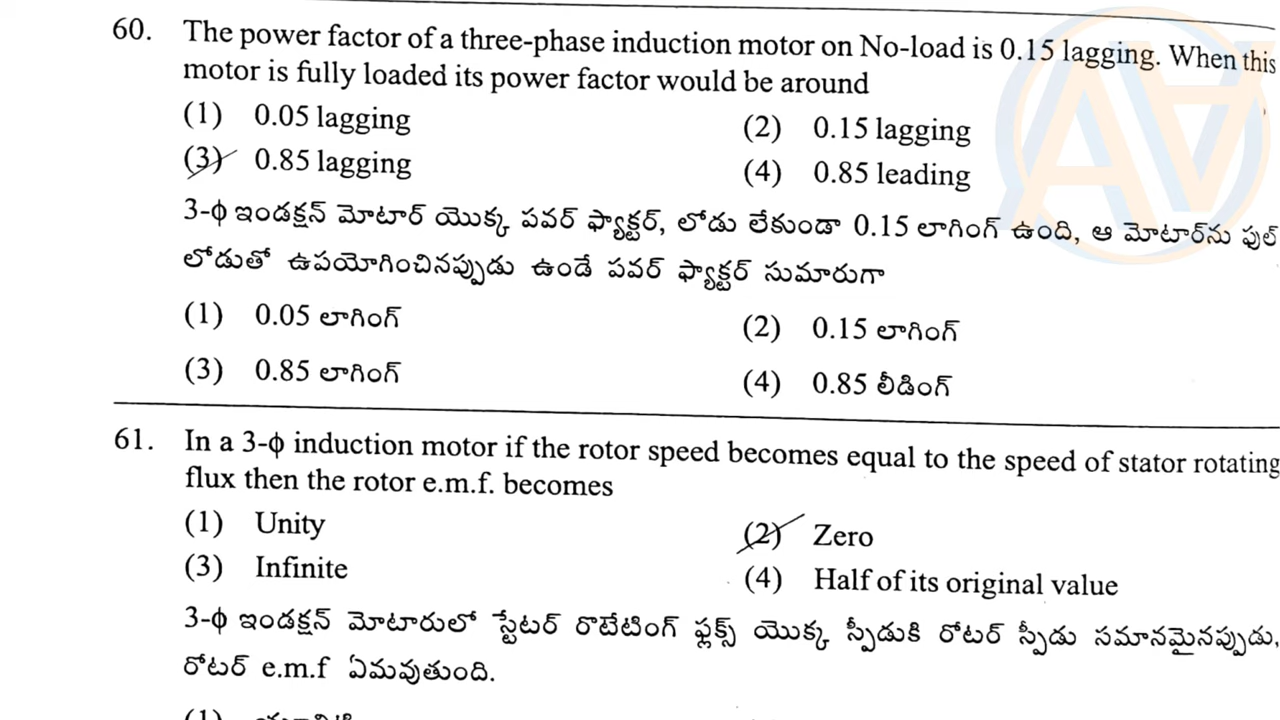 60. The power factor of a three-phase induction motor on No-load is 0.15 lagging. When this
motor is fully loaded its power factor would be around
(1) 0.05 lagging (2) 0.15 lagging
(3) 0.85 lagging (4) 0.85 leading
3-ϕ ఇండక్షన్ మోటార్ యొక్క పవర్ ఫ్యాక్టర్, లోడు లేకుండా 0.15 లాగింగ్ ఉంది, ఆ మోటార్‌ను ఫుల్
లోడుతో ఉపయోగించినప్పుడు ఉండే పవర్ ఫ్యాక్టర్ సుమారుగా
(1) 0.05 లాగింగ్ (2) 0.15 లాగింగ్
(3) 0.85 లాగింగ్ (4) 0.85 లీడింగ్
61. In a 3-ϕ induction motor if the rotor speed becomes equal to the speed of stator rotating
flux then the rotor e.m.f. becomes
(1) Unity (2) Zero
(3) Infinite (4) Half of its original value
3-ϕ ఇండక్షన్ మోటారులో స్టేటర్ రొటేటింగ్ ఫ్లక్స్ యొక్క స్పీడుకి రోటర్ స్పీడు సమానమైనప్పుడు,
రోటర్ e.m.f ఏమవుతుంది.
(1)